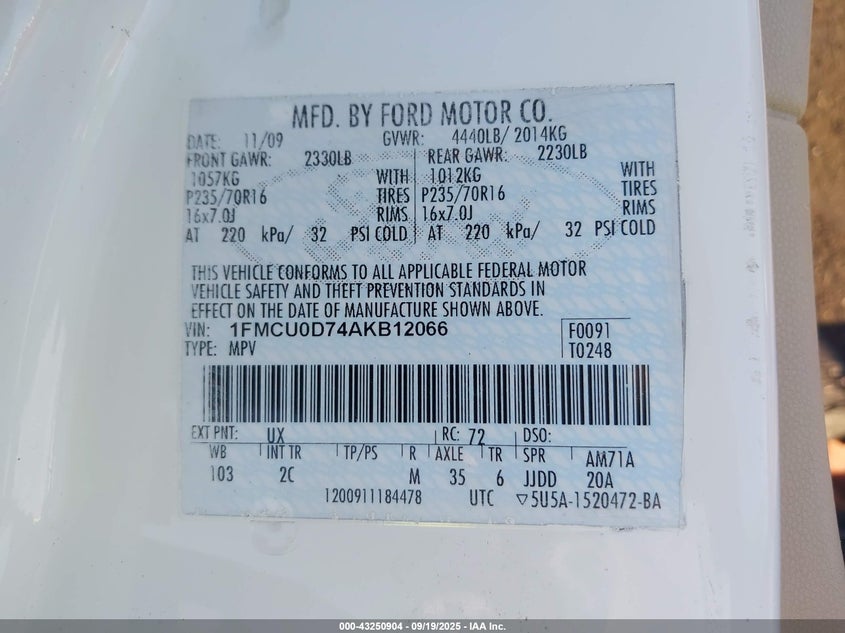 MFD. BY FORD MOTOR CO.
DATE: 11/09 GVWR: 4440LB/ 2014KG
FRONT GAWR: 2330LB REAR GAWR: 2230LB
1057KG WITH 1012KG WITH
P235/70R16 TIRES P235/70R16 TIRES
16x7.0J RIMS 16x7.0J RIMS
AT 220 kPa/ 32 PSI COLD AT 220 kPa/ 32 PSI COLD
THIS VEHICLE CONFORMS TO ALL APPLICABLE FEDERAL MOTOR
VEHICLE SAFETY AND THEFT PREVENTION STANDARDS IN
EFFECT ON THE DATE OF MANUFACTURE SHOWN ABOVE.
VIN: 1FMCU0D74AKB12066 F0091
TYPE: MPV T0248
EXT PNT: UX RC: 72 DSO:
WB INT TR TP/PS R AXLE TR SPR AM71A
103 2C M 35 6 JJDD 20A
1200911184478 UTC ▽5U5A-1520472-BA
000-43250904 - 09/19/2025 - IAA Inc.